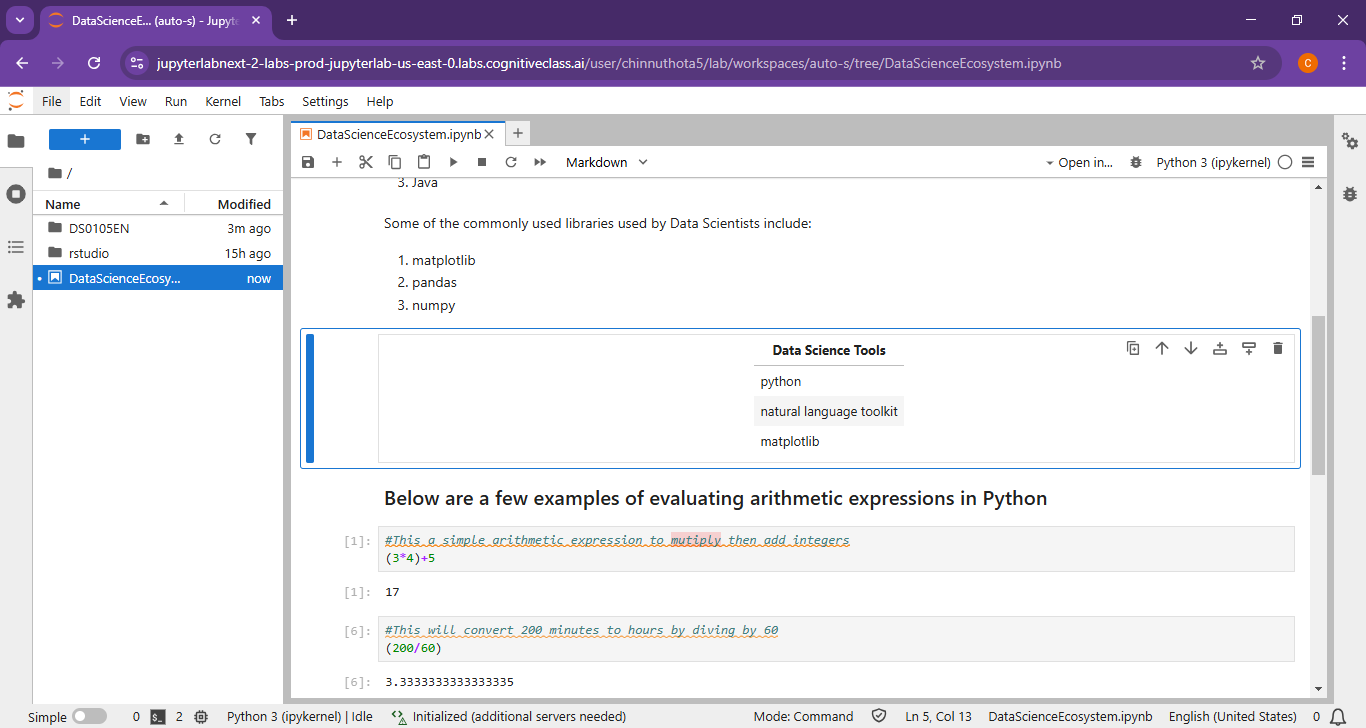 DataScienceE... (auto-s) - Jupyte
jupyterlabnext-2-labs-prod-jupyterlab-us-east-0.labs.cognitiveclass.ai/user/chinnuthota5/lab/workspaces/auto-s/tree/DataScienceEcosystem.ipynb
C
File Edit View Run Kernel Tabs Settings Help
+
/
Name Modified
DS0105EN 3m ago
rstudio 15h ago
DataScienceEcosy... now
DataScienceEcosystem.ipynb
Markdown Open in... Python 3 (ipykernel)
3. Java
Some of the commonly used libraries used by Data Scientists include:
1. matplotlib
2. pandas
3. numpy
Data Science Tools
python
natural language toolkit
matplotlib
Below are a few examples of evaluating arithmetic expressions in Python
[1]: #This a simple arithmetic expression to mutiply then add integers
(3*4)+5
[1]: 17
[6]: #This will convert 200 minutes to hours by diving by 60
(200/60)
[6]: 3.3333333333333335
Simple 0 $_ 2 Python 3 (ipykernel) | Idle Initialized (additional servers needed) Mode: Command Ln 5, Col 13 DataScienceEcosystem.ipynb English (United States) 0